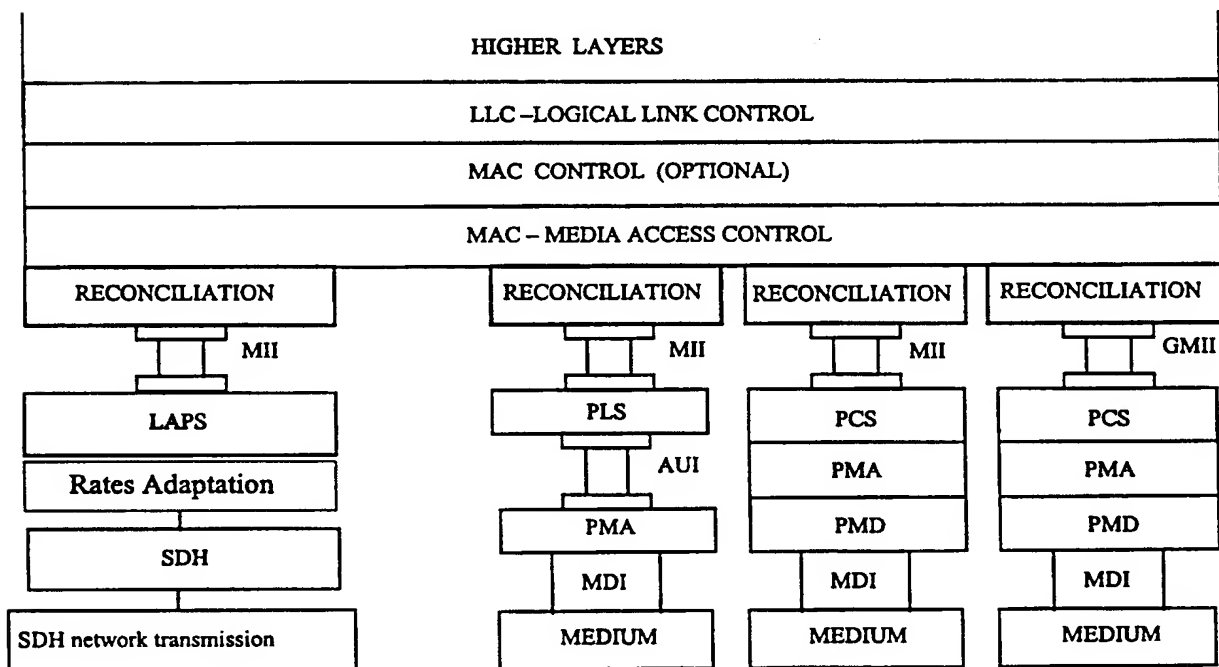 HIGHER LAYERS
LLC –LOGICAL LINK CONTROL
MAC CONTROL (OPTIONAL)
MAC – MEDIA ACCESS CONTROL
RECONCILIATION RECONCILIATION RECONCILIATION RECONCILIATION
MII MII MII GMII
LAPS PLS PCS PCS
AUI
Rates Adaptation PMA PMA
SDH PMA PMD PMD
MDI MDI MDI
SDH network transmission MEDIUM MEDIUM MEDIUM